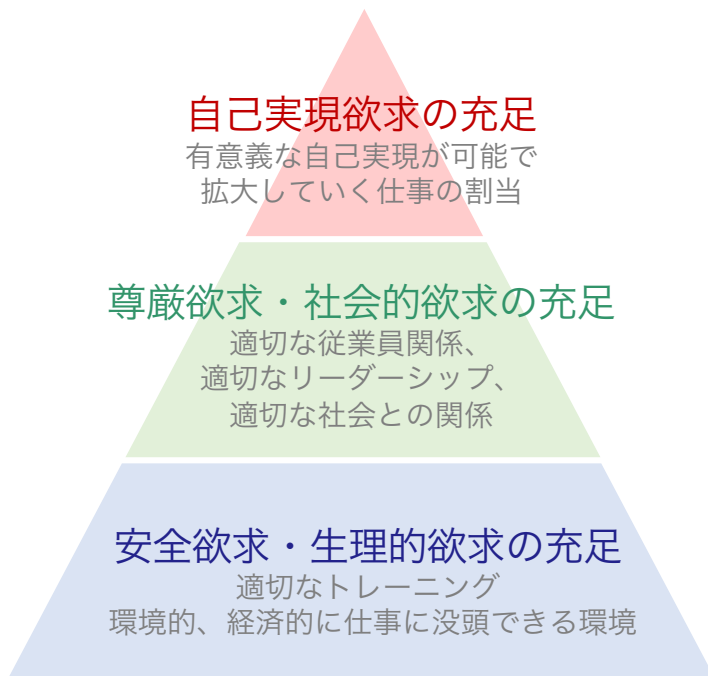 自己実現欲求の充足
有意義な自己実現が可能で
拡大していく仕事の割当
尊厳欲求・社会的欲求の充足
適切な従業員関係、
適切なリーダーシップ、
適切な社会との関係
安全欲求・生理的欲求の充足
適切なトレーニング
環境的、経済的に仕事に没頭できる環境